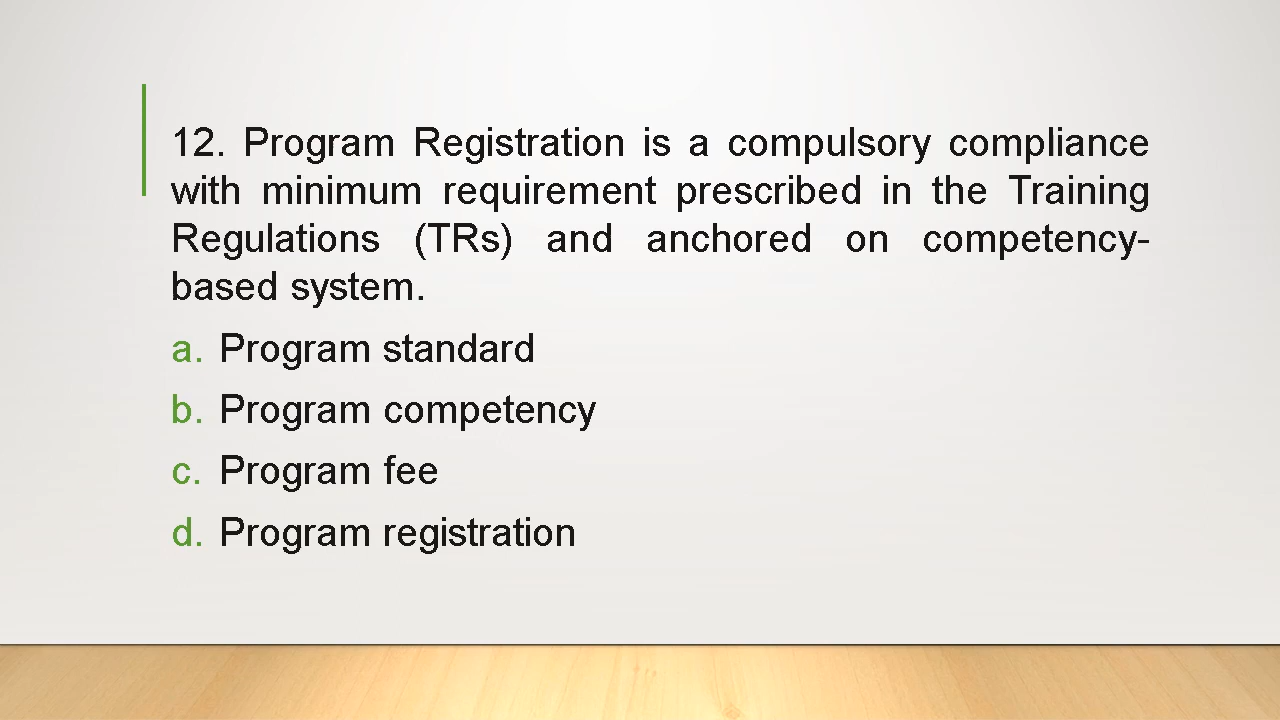 12. Program Registration is a compulsory compliance
with minimum requirement prescribed in the Training
Regulations (TRs) and anchored on competency-
based system.
a. Program standard
b. Program competency
c. Program fee
d. Program registration